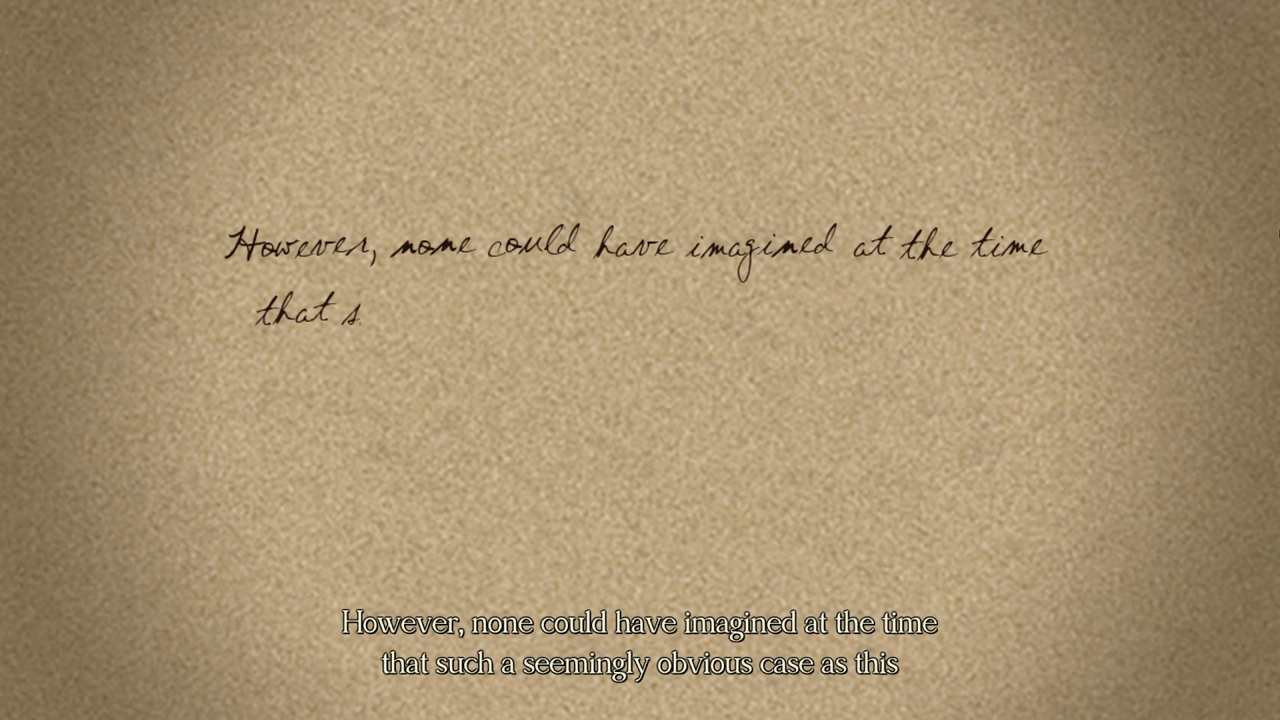 However, none could have imagined at the time
that s
However, none could have imagined at the time
that such a seemingly obvious case as this